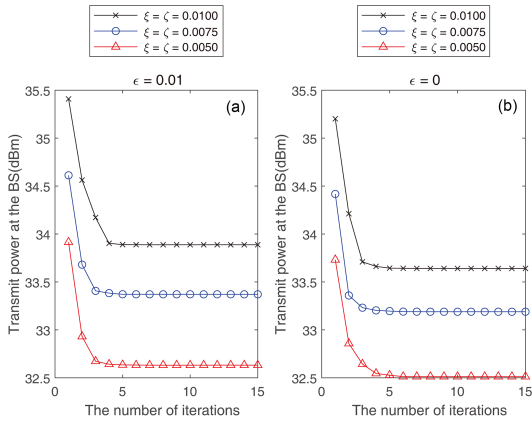 ξ = ζ = 0.0100
ξ = ζ = 0.0075
ξ = ζ = 0.0050
ϵ = 0.01
(a)
Transmit power at the BS(dBm)
35.5
35
34.5
34
33.5
33
32.5
0 5 10 15
The number of iterations
ξ = ζ = 0.0100
ξ = ζ = 0.0075
ξ = ζ = 0.0050
ϵ = 0
(b)
Transmit power at the BS(dBm)
35.5
35
34.5
34
33.5
33
32.5
0 5 10 15
The number of iterations